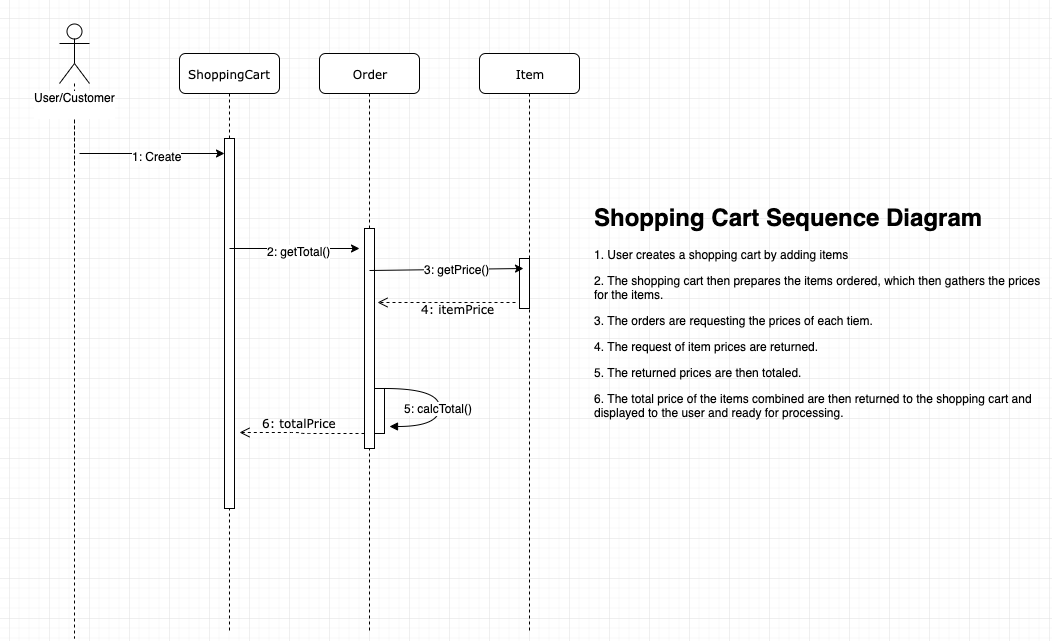 User/Customer
ShoppingCart
Order
Item
1: Create
2: getTotal()
3: getPrice()
4: itemPrice
5: calcTotal()
6: totalPrice
Shopping Cart Sequence Diagram
1. User creates a shopping cart by adding items
2. The shopping cart then prepares the items ordered, which then gathers the prices
for the items.
3. The orders are requesting the prices of each tiem.
4. The request of item prices are returned.
5. The returned prices are then totaled.
6. The total price of the items combined are then returned to the shopping cart and
displayed to the user and ready for processing.